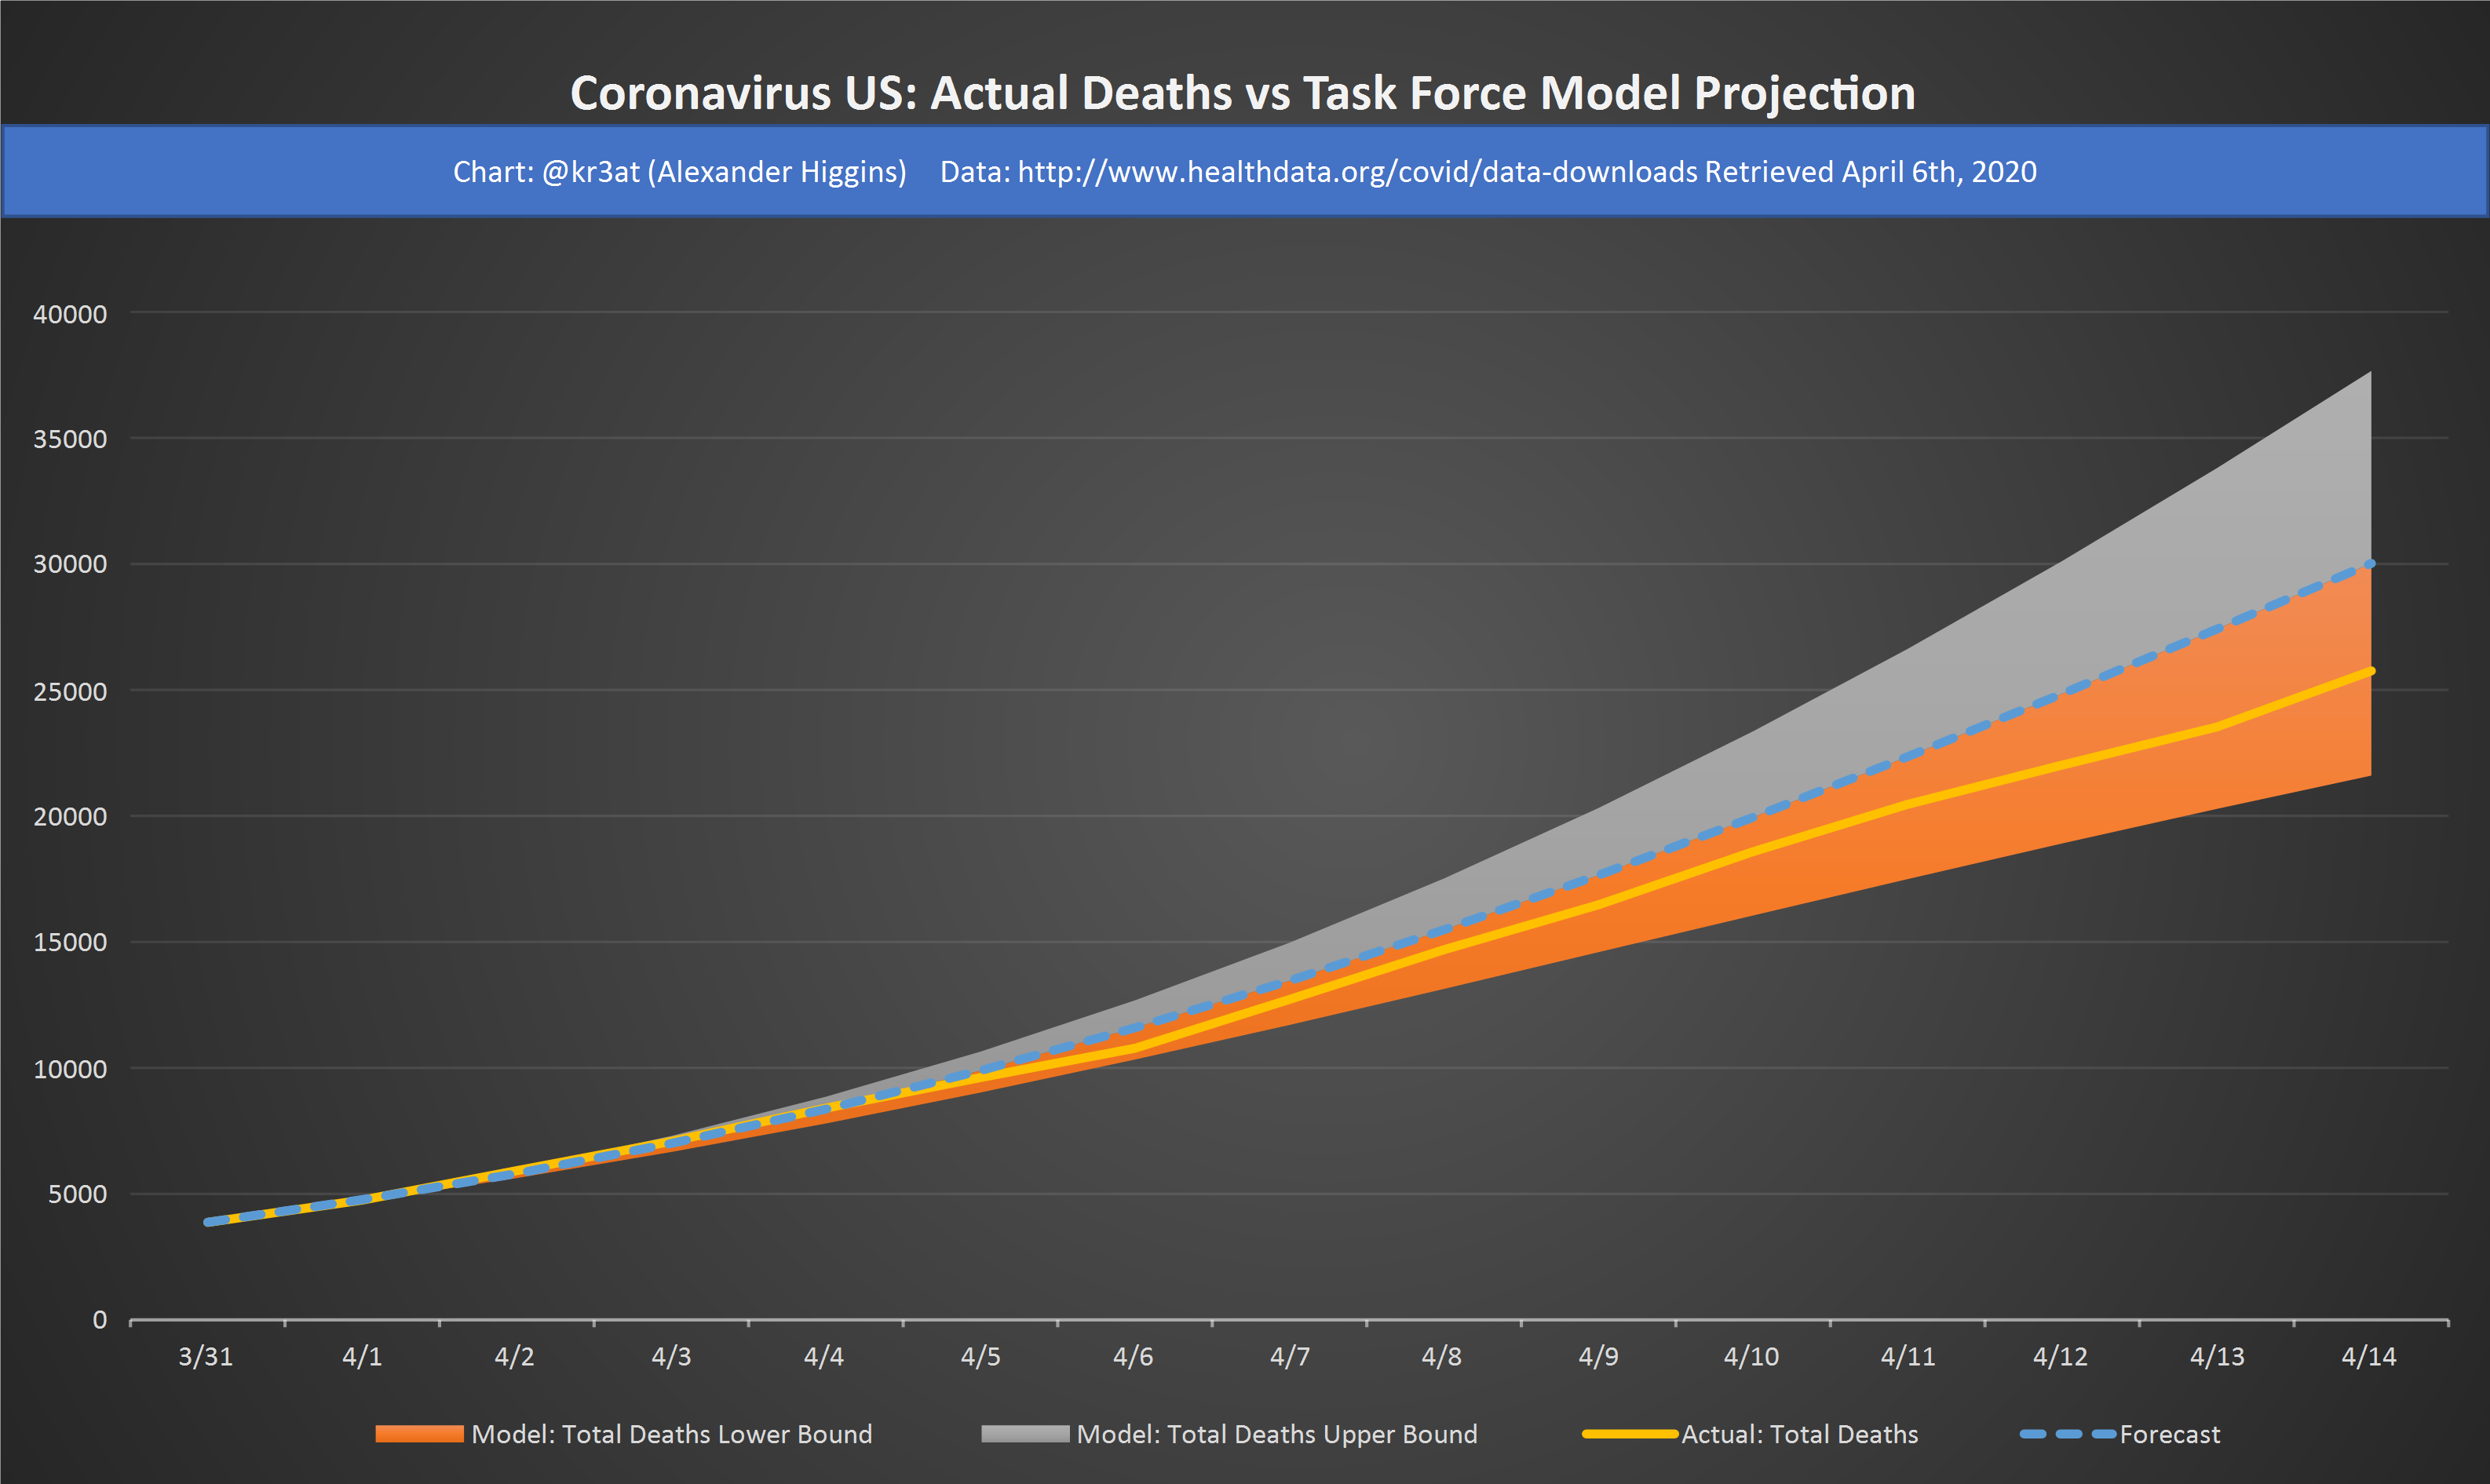 Coronavirus US: Actual Deaths vs Task Force Model Projection
Chart: @kr3at (Alexander Higgins) Data: http://www.healthdata.org/covid/data-downloads Retrieved April 6th, 2020
40000
35000
30000
25000
20000
15000
10000
5000
0
3/31 4/1 4/2 4/3 4/4 4/5 4/6 4/7 4/8 4/9 4/10 4/11 4/12 4/13 4/14
Model: Total Deaths Lower Bound Model: Total Deaths Upper Bound Actual: Total Deaths Forecast